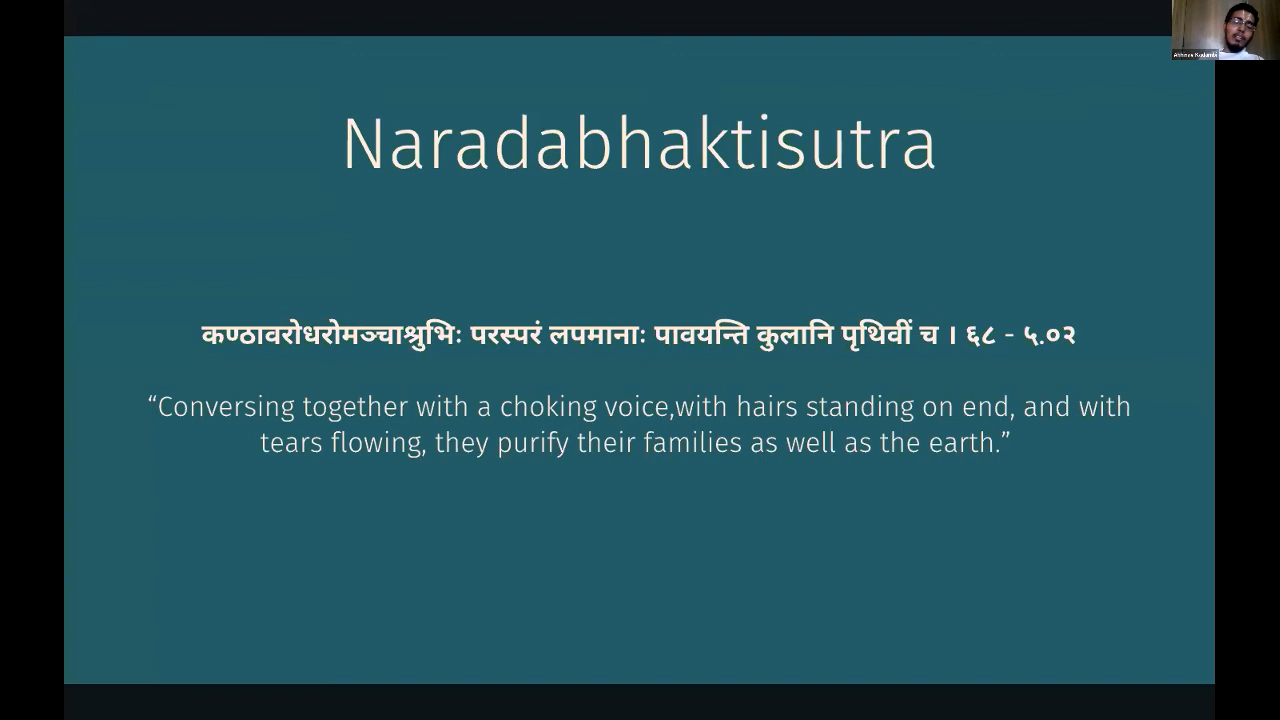 Naradabhaktisutra
कण्ठावरोधरोमञ्चाश्रुभिः परस्परं लपमानाः पावयन्ति कुलानि पृथिवीं च । ६८ - ५.०२
“Conversing together with a choking voice,with hairs standing on end, and with
tears flowing, they purify their families as well as the earth.”